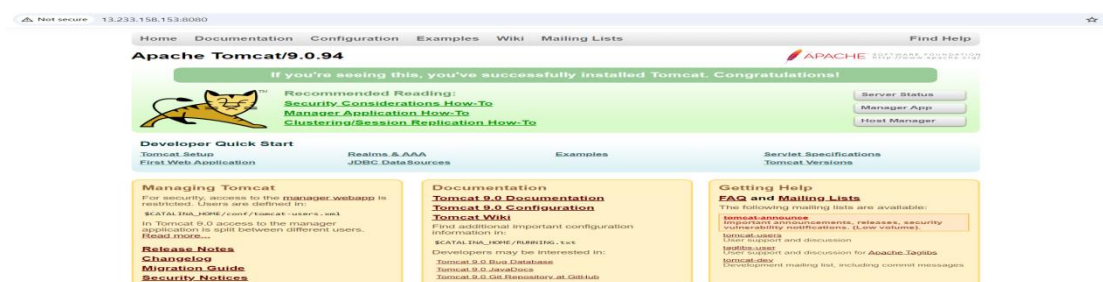 Not secure 13.233.158.153:8080
Home Documentation Configuration Examples Wiki Mailing Lists Find Help
Apache Tomcat/9.0.94
APACHE SOFTWARE FOUNDATION
http://www.apache.org/
If you're seeing this, you've successfully installed Tomcat. Congratulations!
TM
Recommended Reading:
Security Considerations How-To
Manager Application How-To
Clustering/Session Replication How-To
Server Status
Manager App
Host Manager
Developer Quick Start
Tomcat Setup
First Web Application
Realms & AAA
JDBC DataSources
Examples
Servlet Specifications
Tomcat Versions
Managing Tomcat
For security, access to the manager webapp is
restricted. Users are defined in:
$CATALINA_HOME/conf/tomcat-users.xml
In Tomcat 9.0 access to the manager
application is split between different users.
Read more...
Release Notes
Changelog
Migration Guide
Security Notices
Documentation
Tomcat 9.0 Documentation
Tomcat 9.0 Configuration
Tomcat Wiki
Find additional important configuration
information in:
$CATALINA_HOME/RUNNING.txt
Developers may be interested in:
Tomcat 9.0 Bug Database
Tomcat 9.0 JavaDocs
Tomcat 9.0 Git Repository at GitHub
Getting Help
FAQ and Mailing Lists
The following mailing lists are available:
tomcat-announce
Important announcements, releases, security
vulnerability notifications. (Low volume).
tomcat-users
User support and discussion
taglibs-user
User support and discussion for Apache Taglibs
tomcat-dev
Development mailing list, including commit messages